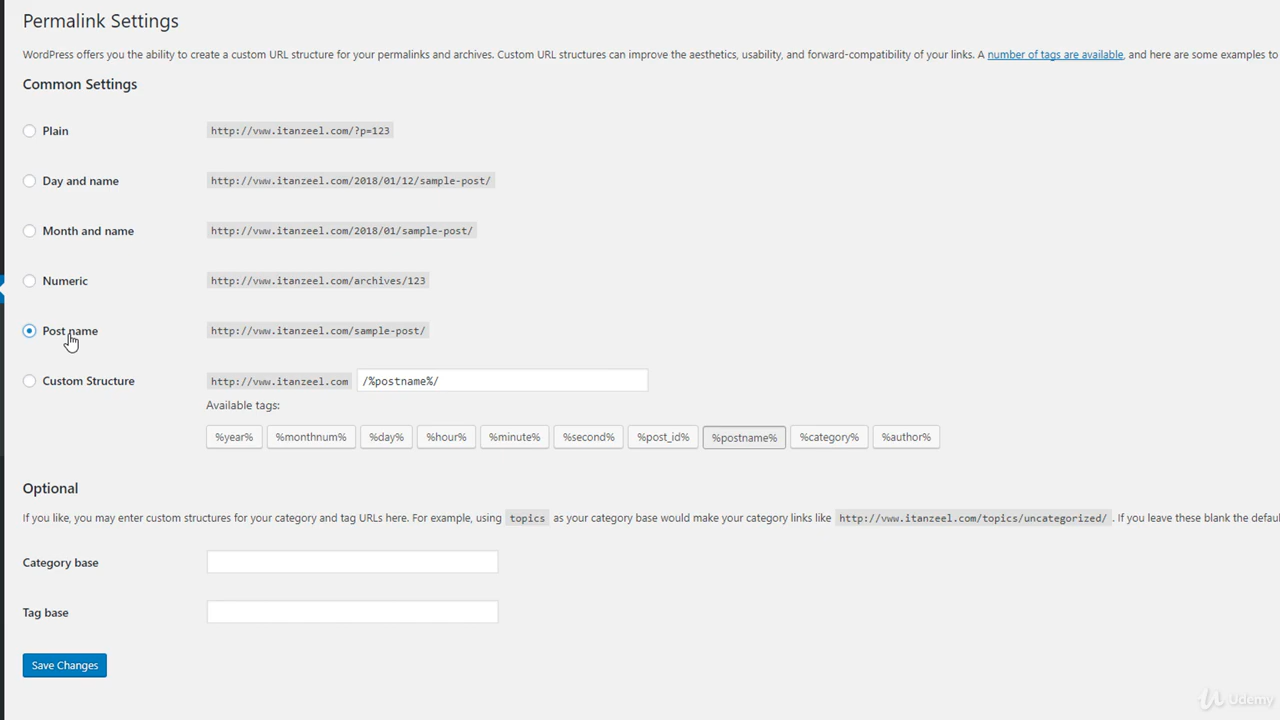 Permalink Settings
WordPress offers you the ability to create a custom URL structure for your permalinks and archives. Custom URL structures can improve the aesthetics, usability, and forward-compatibility of your links. A number of tags are available, and here are some examples to
Common Settings
Plain http://vww.itanzeel.com/?p=123
Day and name http://vww.itanzeel.com/2018/01/12/sample-post/
Month and name http://vww.itanzeel.com/2018/01/sample-post/
Numeric http://vww.itanzeel.com/archives/123
Post name http://vww.itanzeel.com/sample-post/
Custom Structure http://vww.itanzeel.com /%postname%/
Available tags:
%year% %monthnum% %day% %hour% %minute% %second% %post_id% %postname% %category% %author%
Optional
If you like, you may enter custom structures for your category and tag URLs here. For example, using topics as your category base would make your category links like http://vww.itanzeel.com/topics/uncategorized/ . If you leave these blank the defau
Category base
Tag base
Save Changes
Udemy